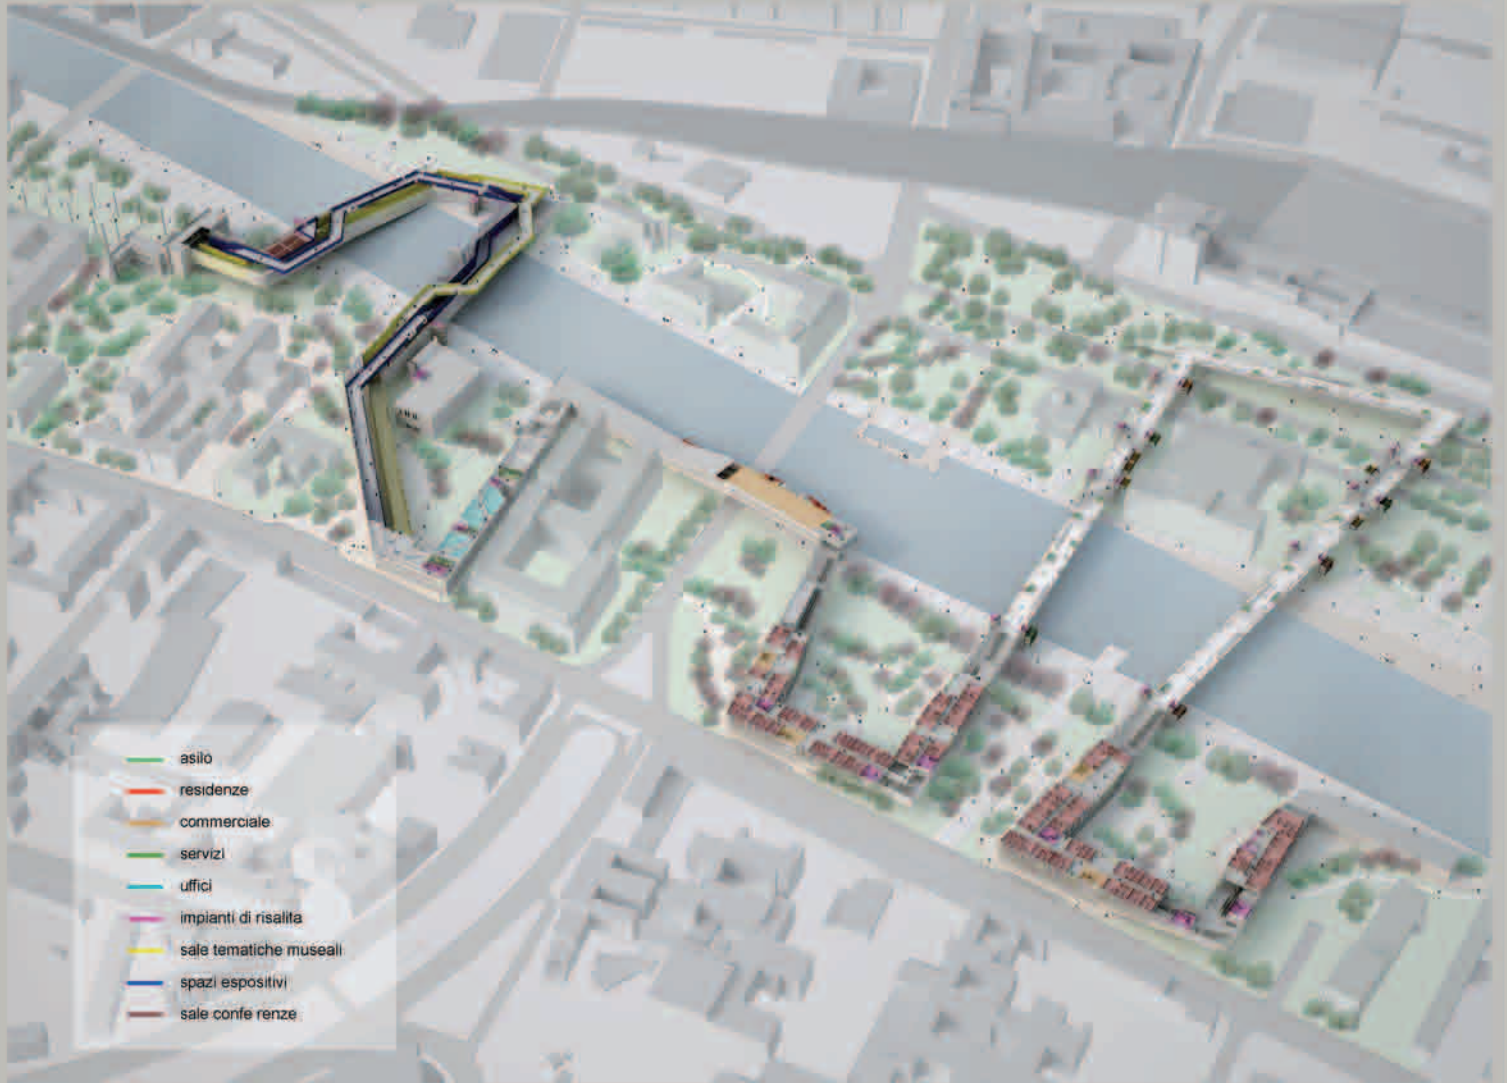 asilo
residenze
commerciale
servizi
uffici
impianti di risalita
sale tematiche museali
spazi espositivi
sale confe renze